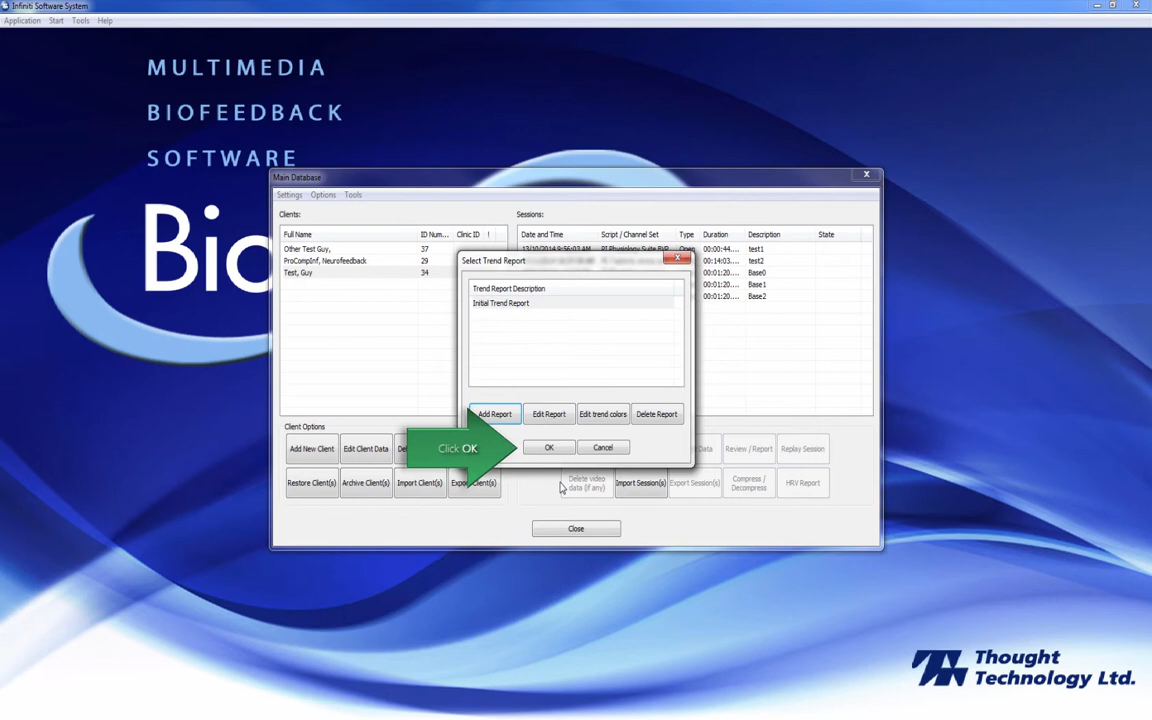 Infiniti Software System
Application Start Tools Help
MULTIMEDIA
BIOFEEDBACK
SOFTWARE
Bio
Main Database
X
Settings Options Tools
Clients:
Sessions:
Full Name ID Num... Clinic ID !
Date and Time Script / Channel Set Type Duration Description State
Other Test Guy, 37
ProCompInf, Neurofeedback 29
Test, Guy 34
00:00:44.... test1
00:14:03.... test2
00:01:20.... Base0
00:01:20.... Base1
00:01:20.... Base2
Select Trend Report
Trend Report Description
Initial Trend Report
Add Report Edit Report Edit trend colors Delete Report
Click OK
OK Cancel
Client Options
Add New Client Edit Client Data
Review / Report Replay Session
Restore Client(s) Archive Client(s) Import Client(s) Export Client(s)
Delete video data (if any) Import Session(s) Export Session(s) Compress / Decompress HRV Report
Close
Thought
Technology Ltd.